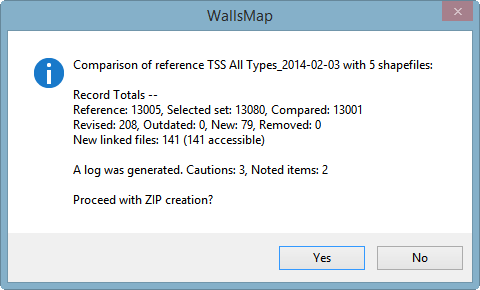 WallsMap
Comparison of reference TSS All Types_2014-02-03 with 5 shapefiles:
Record Totals --
Reference: 13005, Selected set: 13080, Compared: 13001
Revised: 208, Outdated: 0, New: 79, Removed: 0
New linked files: 141 (141 accessible)
A log was generated. Cautions: 3, Noted items: 2
Proceed with ZIP creation?
Yes
No